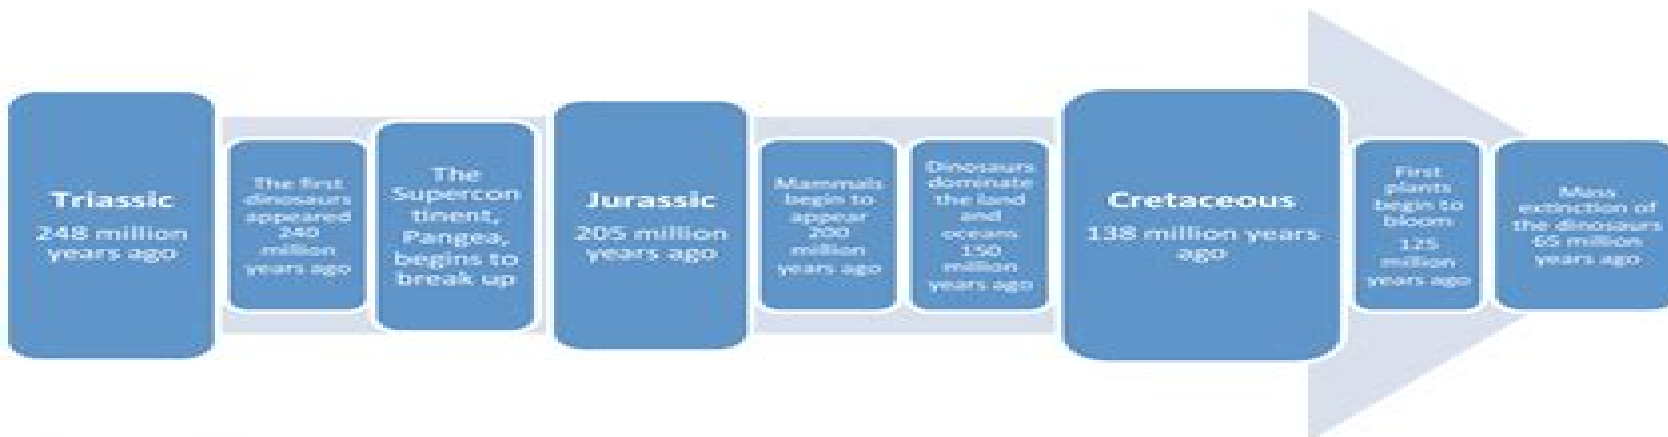 Triassic
248 million
years ago
The first
dinosaurs
appeared
240
million
years ago
The
Supercon
tinent,
Pangea,
begins to
break up
Jurassic
205 million
years ago
Mammals
begin to
appear
200
million
years ago
Dinosaurs
dominate
the land
and
oceans
150
million
years ago
Cretaceous
138 million years
ago
First
plants
begin to
bloom
125
million
years ago
Mass
extinction of
the dinosaurs
65 million
years ago